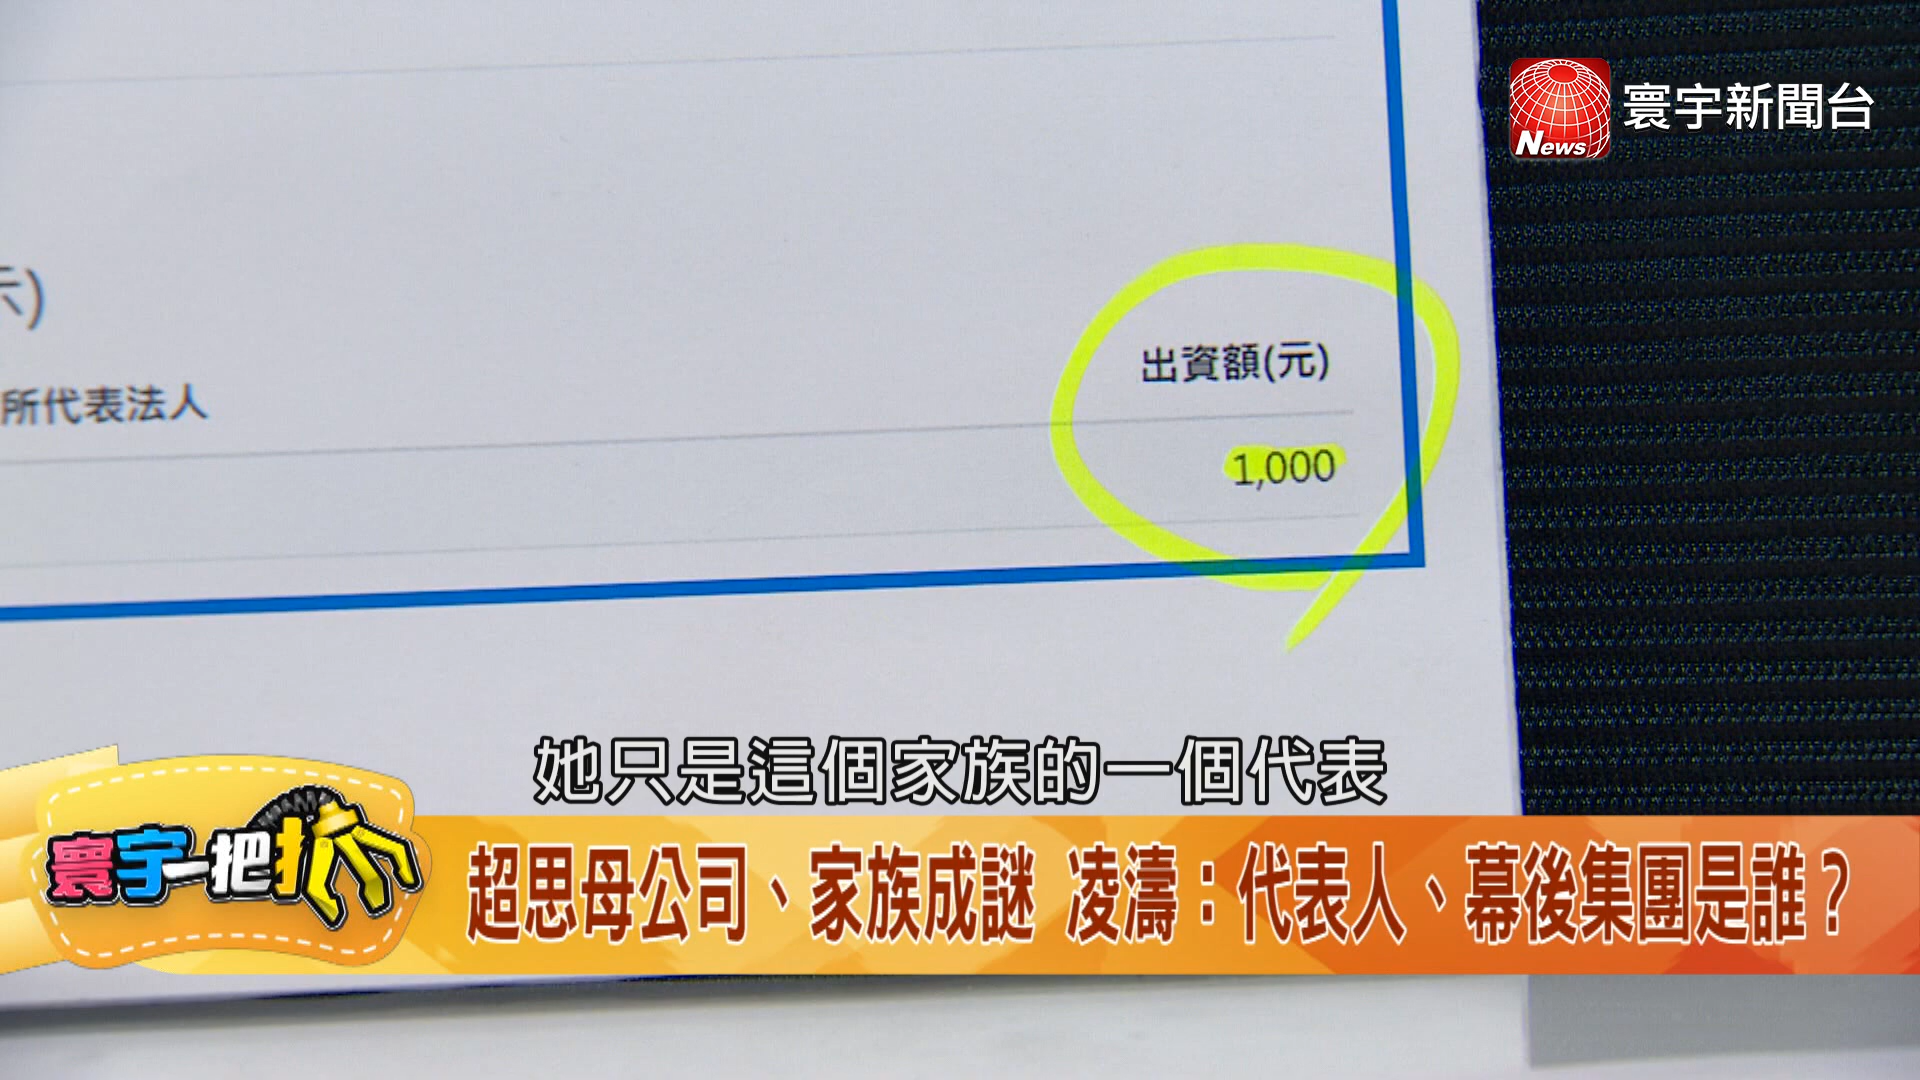 News
寰宇新聞台
出資額(元)
所代表法人
1,000
她只是這個家族的一個代表
寰宇一把抓
超思母公司、家族成謎 凌濤：代表人、幕後集團是誰？